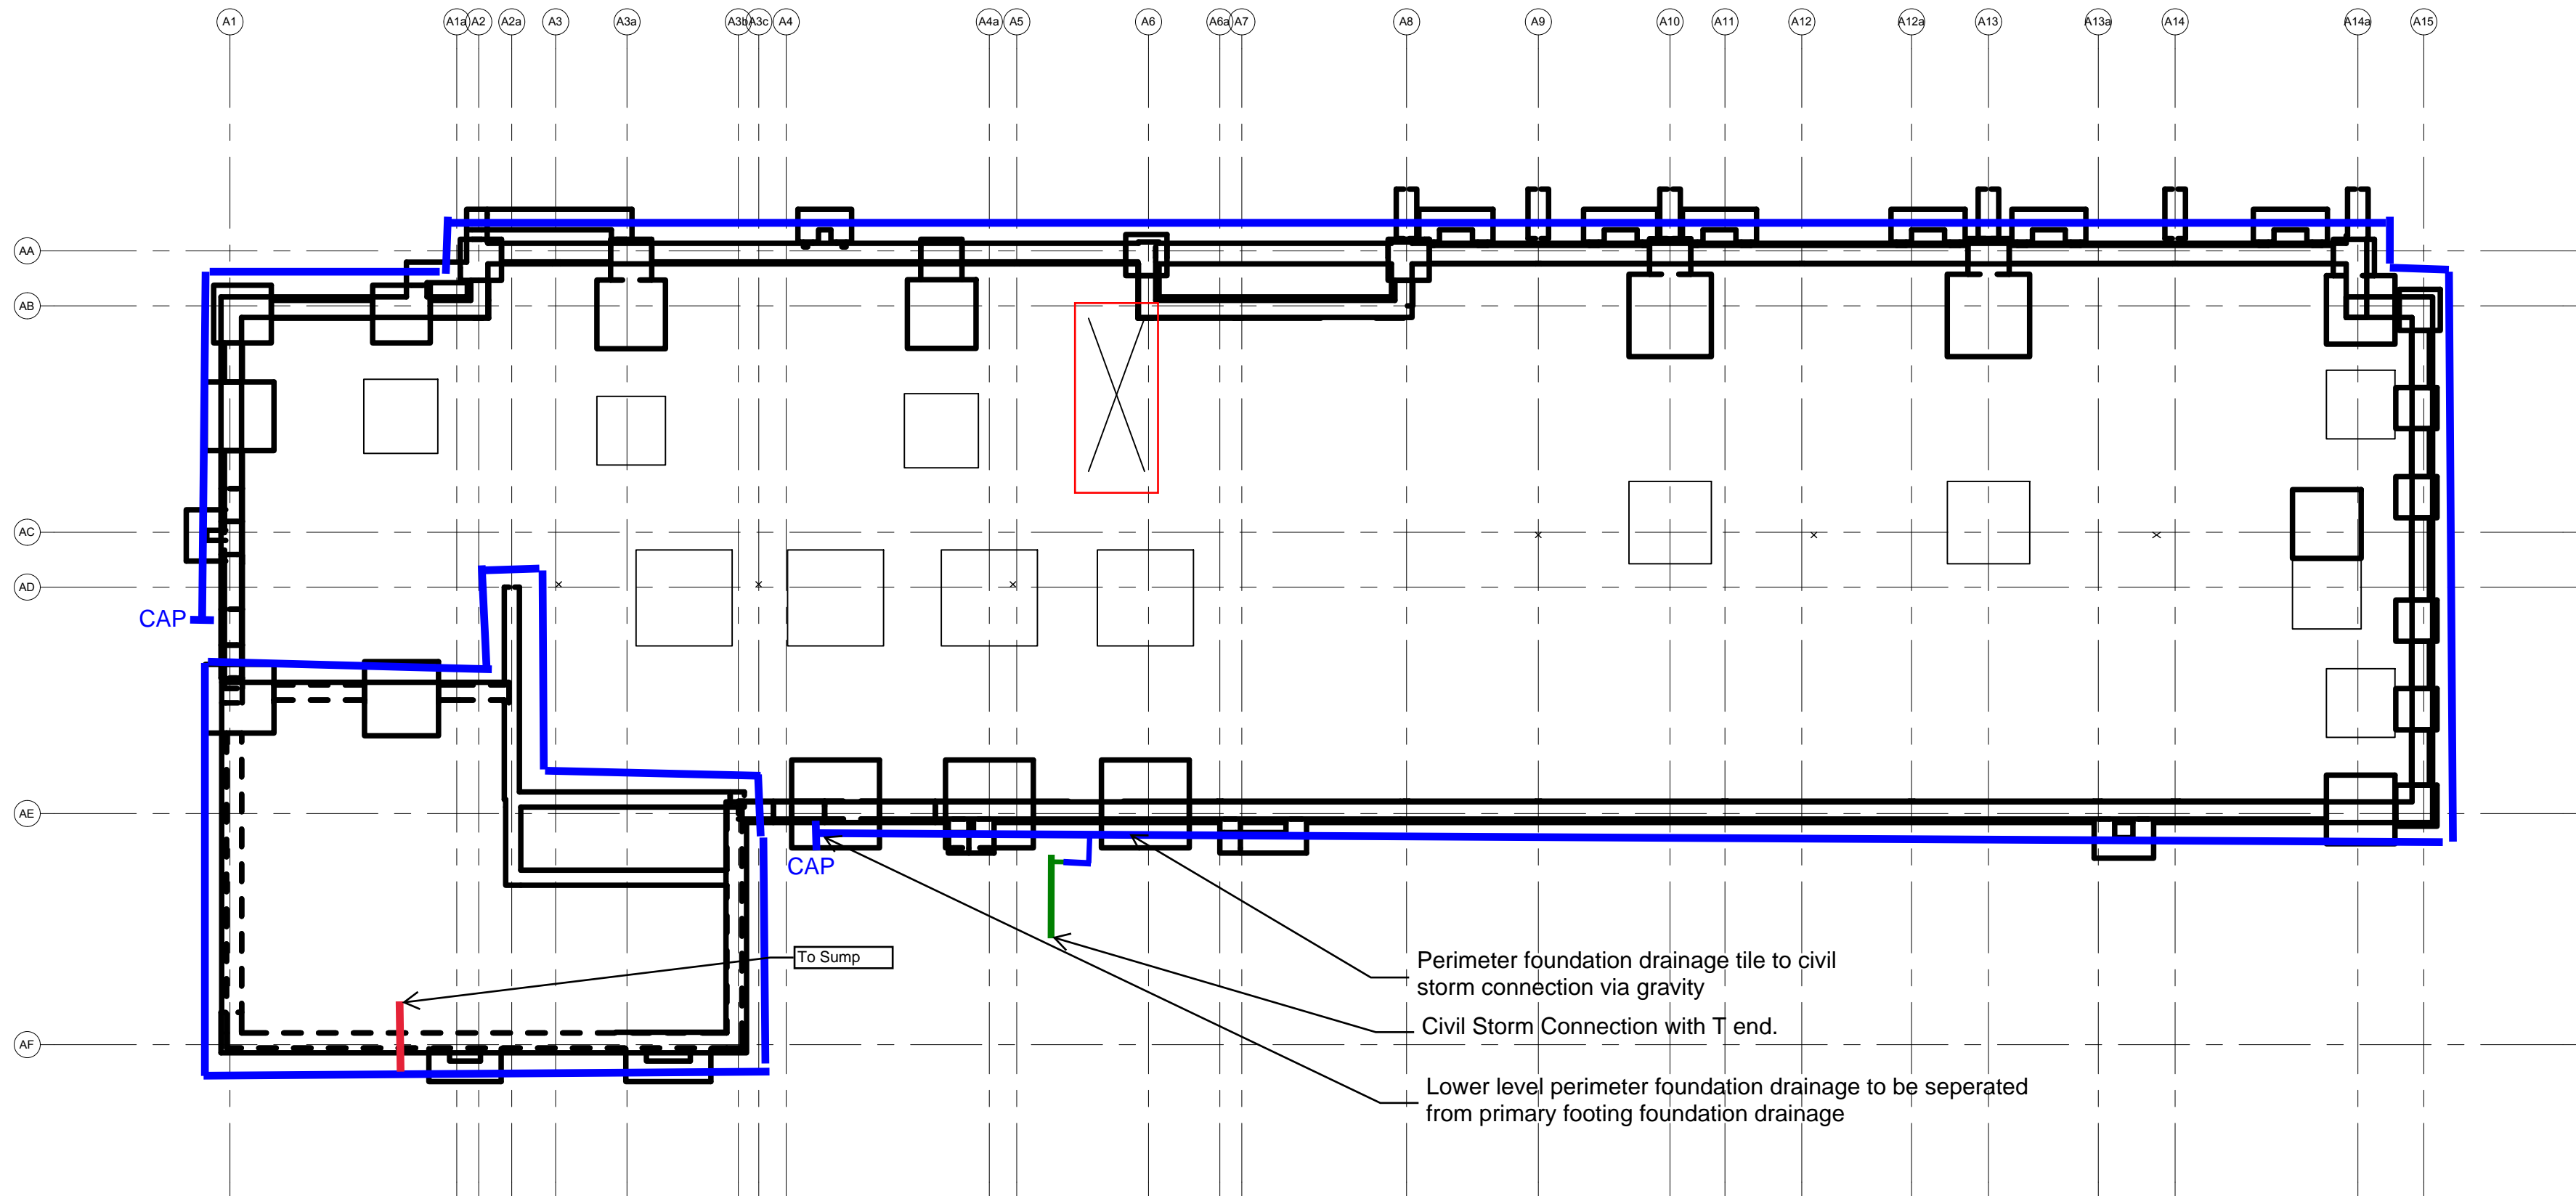 A1
A1a
A2
A2a
A3
A3a
A3b
A3c
A4
A4a
A5
A6
A6a
A7
A8
A9
A10
A11
A12
A12a
A13
A13a
A14
A14a
A15
AA
AB
AC
AD
CAP
AE
CAP
To Sump
Perimeter foundation drainage tile to civil
storm connection via gravity
Civil Storm Connection with T end.
AF
Lower level perimeter foundation drainage to be seperated
from primary footing foundation drainage